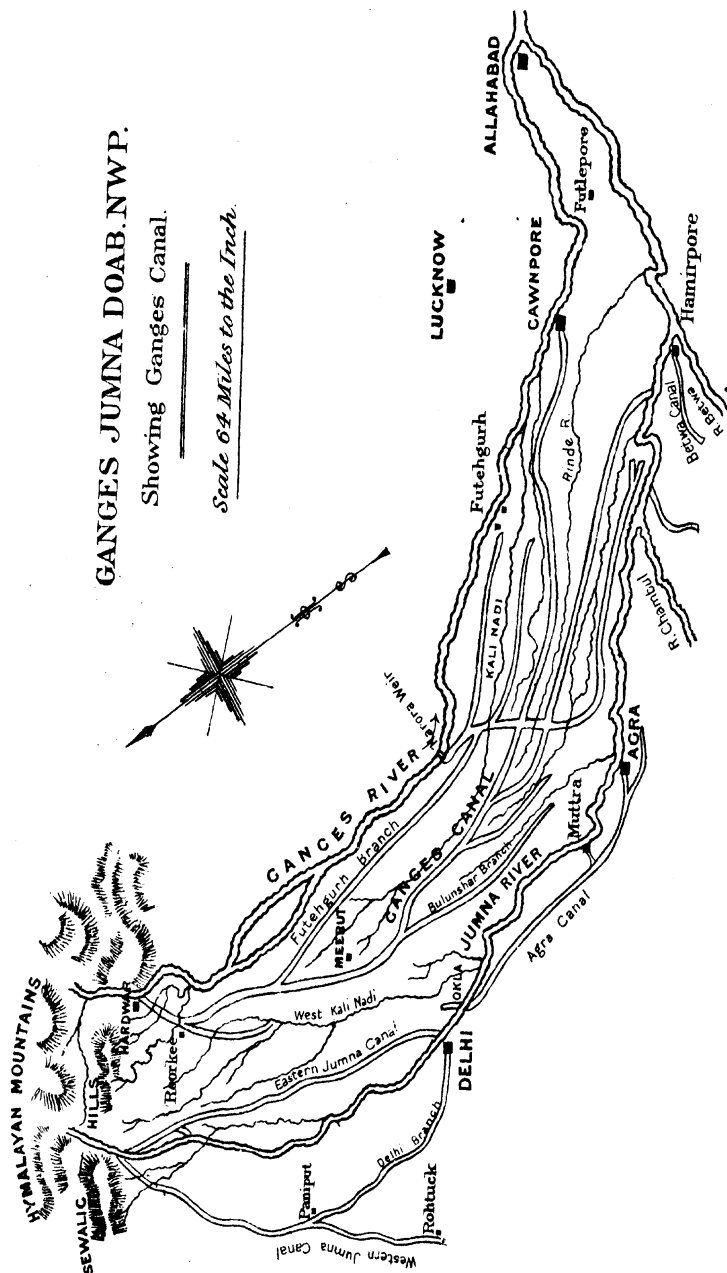 GANGES JUMNA DOAB. NWP.
Showing Ganges Canal.
Scale 64 Miles to the Inch.
HYMALAYAN MOUNTAINS
SEWALIC
HILLS
HARDWAR
Roorkee
GANGES RIVER
Narora Weir
Futehgurh Branch
GANGES CANAL
MEERUT
Bulunshar Branch
West Kali Nadi
JUMNA RIVER
OKLA
Eastern Jumna Canal
DELHI
Delhi Branch
Paniput
Rohtuck
Western Jumna Canal
Agra Canal
Muttra
AGRA
R. Chambul
KALI NADI
Futehgurh
LUCKNOW
CAWNPORE
Rinde R.
Futlepore
ALLAHABAD
Hamirpore
Betwa Canal
R. Betwa
S